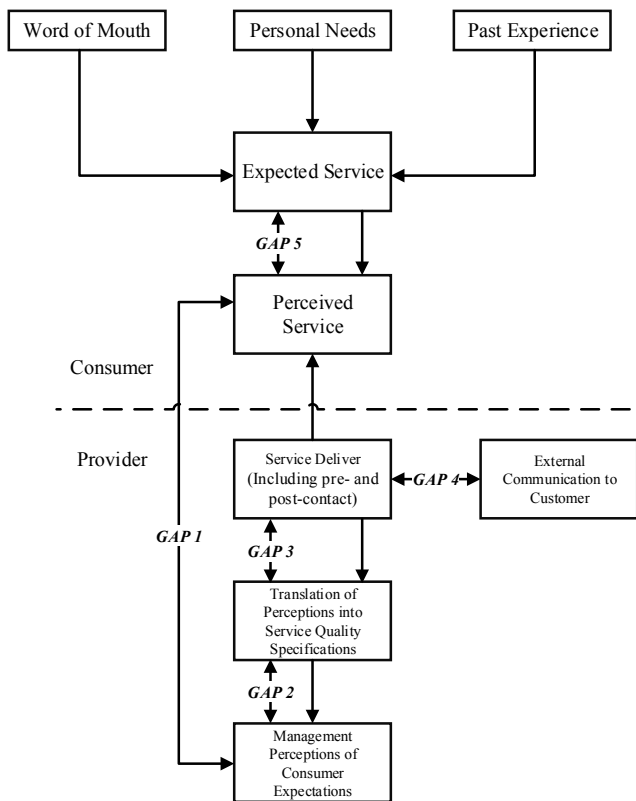 Word of Mouth
Personal Needs
Past Experience
Expected Service
GAP 5
Perceived
Service
Consumer
Provider
Service Deliver
(Including pre- and
post-contact)
GAP 4
External
Communication to
Customer
GAP 1
GAP 3
Translation of
Perceptions into
Service Quality
Specifications
GAP 2
Management
Perceptions of
Consumer
Expectations